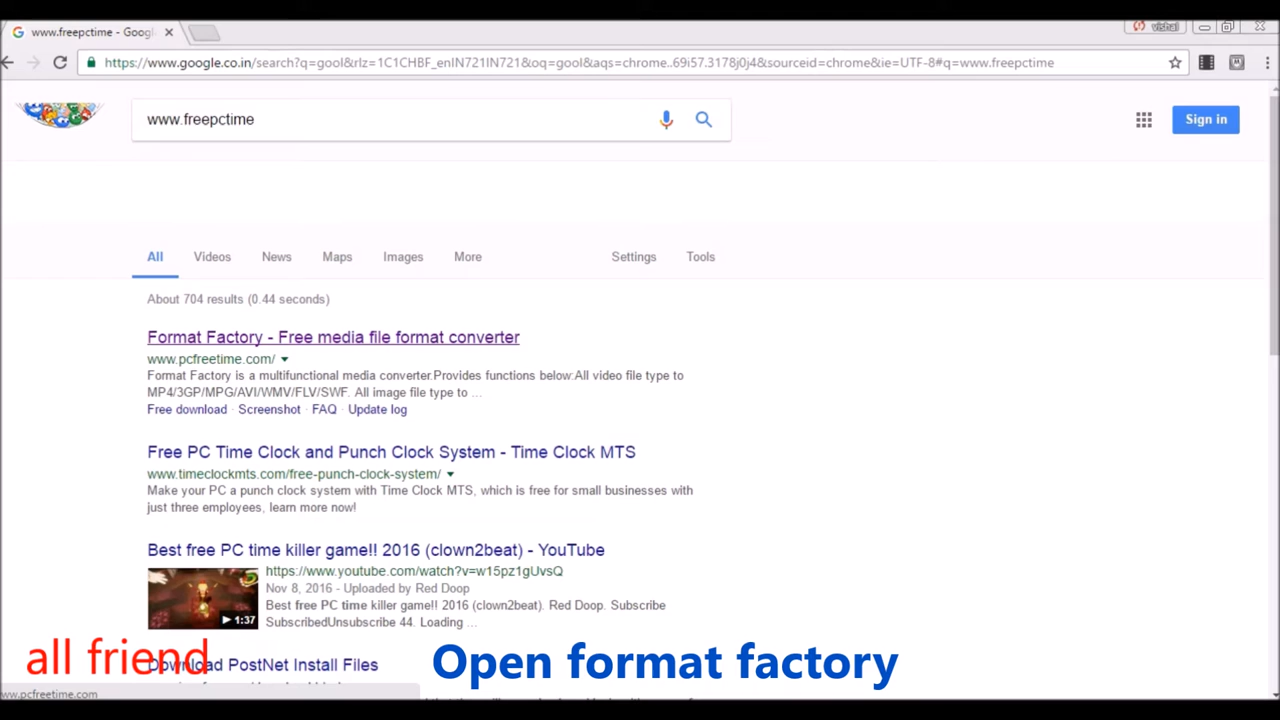 www.freepctime - Googl
vishal
https://www.google.co.in/search?q=gool&rlz=1C1CHBF_enIN721IN721&oq=gool&aqs=chrome..69i57.3178j0j4&sourceid=chrome&ie=UTF-8#q=www.freepctime
www.freepctime
Sign in
All Videos News Maps Images More Settings Tools
About 704 results (0.44 seconds)
Format Factory - Free media file format converter
www.pcfreetime.com/
Format Factory is a multifunctional media converter.Provides functions below:All video file type to
MP4/3GP/MPG/AVI/WMV/FLV/SWF. All image file type to ...
Free download · Screenshot · FAQ · Update log
Free PC Time Clock and Punch Clock System - Time Clock MTS
www.timeclockmts.com/free-punch-clock-system/
Make your PC a punch clock system with Time Clock MTS, which is free for small businesses with
just three employees, learn more now!
Best free PC time killer game!! 2016 (clown2beat) - YouTube
https://www.youtube.com/watch?v=w15pz1gUvsQ
Nov 8, 2016 - Uploaded by Red Doop
Best free PC time killer game!! 2016 (clown2beat). Red Doop. Subscribe
SubscribedUnsubscribe 44. Loading ...
1:37
all friend
Download PostNet Install Files
Open format factory
ww.pcfreetime.com